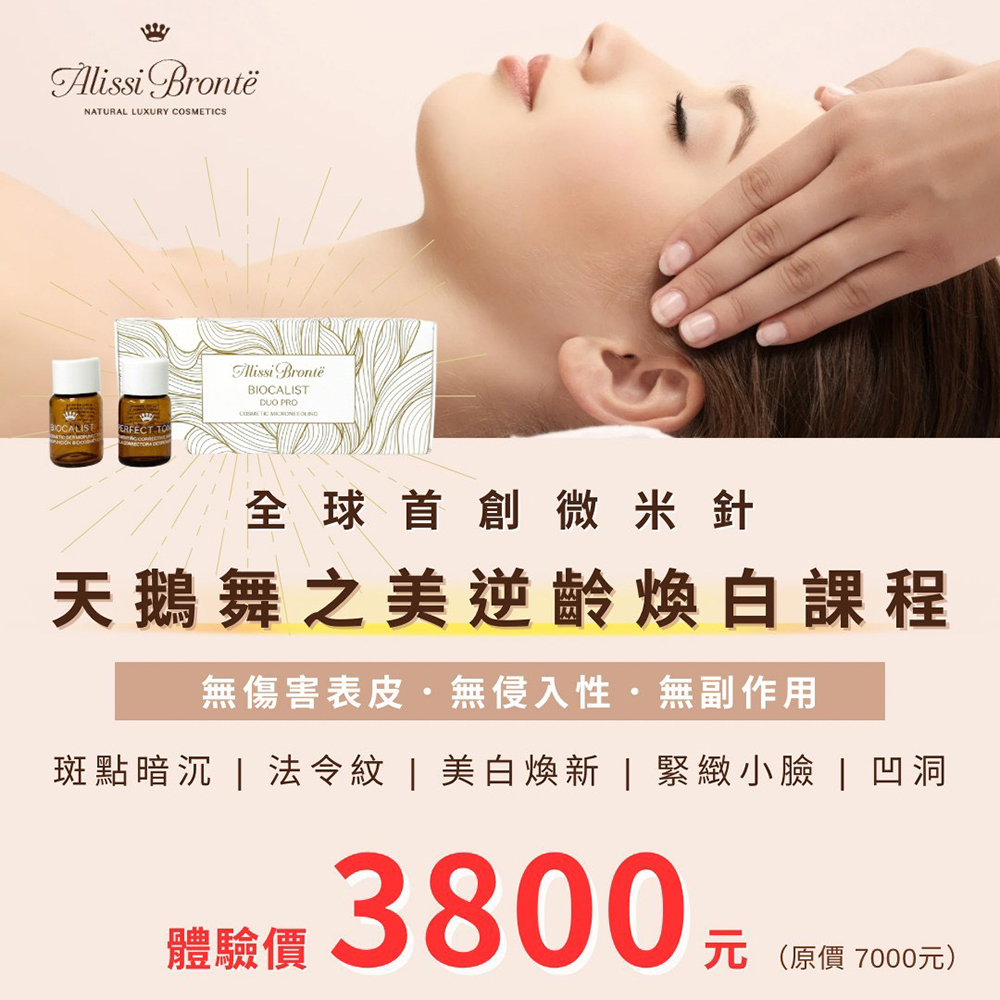 Alissi Brontë
NATURAL LUXURY COSMETICS
Alissi Brontë
BIOCALIST
DUO PRO
COSMETIC MICRONEEDLING
BIOCALIST
PERFECT TON
全球首創微米針
天鵝舞之美逆齡煥白課程
無傷害表皮・無侵入性・無副作用
斑點暗沉 | 法令紋 | 美白煥新 | 緊緻小臉 | 凹洞
體驗價 3800 元 （原價 7000元）